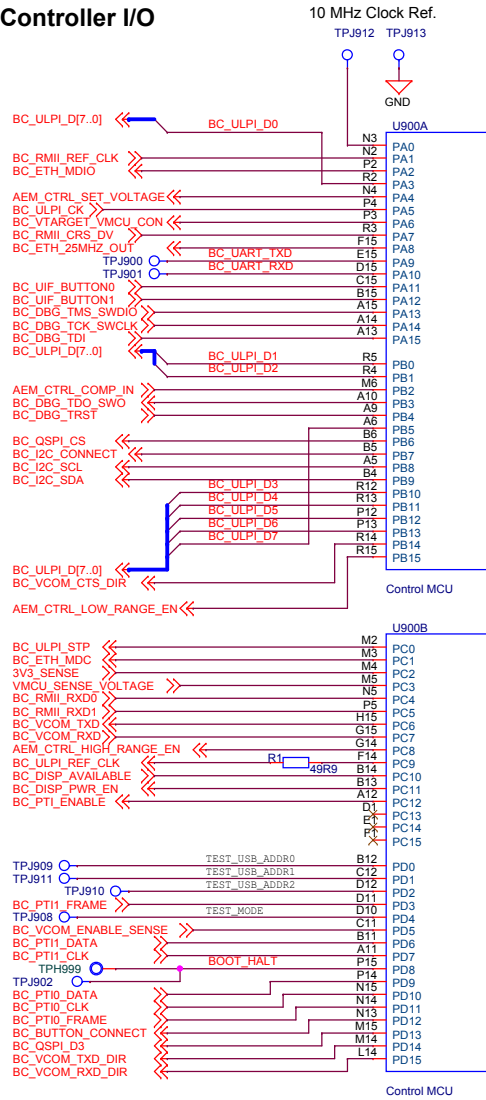 Controller I/O
10 MHz Clock Ref.
TPJ912 TPJ913
GND
U900A
BC_ULPI_D[7..0] BC_ULPI_D0
N3 PA0
BC_RMII_REF_CLK N2 PA1
BC_ETH_MDIO P2 PA2
R2 PA3
AEM_CTRL_SET_VOLTAGE N4 PA4
BC_ULPI_CK P4 PA5
BC_VTARGET_VMCU_CON P3 PA6
BC_RMII_CRS_DV R3 PA7
BC_ETH_25MHZ_OUT F15 PA8
TPJ900 BC_UART_TXD E15 PA9
TPJ901 BC_UART_RXD D15 PA10
BC_UIF_BUTTON0 C15 PA11
BC_UIF_BUTTON1 B15 PA12
BC_DBG_TMS_SWDIO A15 PA13
BC_DBG_TCK_SWCLK A14 PA14
BC_DBG_TDI A13 PA15
BC_ULPI_D[7..0]
BC_ULPI_D1 R5 PB0
BC_ULPI_D2 R4 PB1
AEM_CTRL_COMP_IN M6 PB2
BC_DBG_TDO_SWO A10 PB3
BC_DBG_TRST A9 PB4
A6 PB5
BC_QSPI_CS B6 PB6
BC_I2C_CONNECT B5 PB7
BC_I2C_SCL A5 PB8
BC_I2C_SDA B4 PB9
BC_ULPI_D3 R12 PB10
BC_ULPI_D4 R13 PB11
BC_ULPI_D5 P12 PB12
BC_ULPI_D6 P13 PB13
BC_ULPI_D7 R14 PB14
R15 PB15
BC_ULPI_D[7..0]
BC_VCOM_CTS_DIR
AEM_CTRL_LOW_RANGE_EN
Control MCU
U900B
BC_ULPI_STP M2 PC0
BC_ETH_MDC M3 PC1
3V3_SENSE M4 PC2
VMCU_SENSE_VOLTAGE M5 PC3
BC_RMII_RXD0 N5 PC4
BC_RMII_RXD1 P5 PC5
BC_VCOM_TXD H15 PC6
BC_VCOM_RXD G15 PC7
AEM_CTRL_HIGH_RANGE_EN G14 PC8
BC_ULPI_REF_CLK R1 49R9 F14 PC9
BC_DISP_AVAILABLE B14 PC10
BC_DISP_PWR_EN B13 PC11
BC_PTI_ENABLE A12 PC12
D1 PC13
E1 PC14
F1 PC15
TPJ909 TEST_USB_ADDR0 B12 PD0
TPJ911 TEST_USB_ADDR1 C12 PD1
TPJ910 TEST_USB_ADDR2 D12 PD2
BC_PTI1_FRAME D11 PD3
TPJ908 TEST_MODE D10 PD4
BC_VCOM_ENABLE_SENSE C11 PD5
BC_PTI1_DATA B11 PD6
BC_PTI1_CLK A11 PD7
TPH999 BOOT_HALT P15 PD8
TPJ902 P14 PD9
BC_PTI0_DATA N15 PD10
BC_PTI0_CLK N14 PD11
BC_PTI0_FRAME N13 PD12
BC_BUTTON_CONNECT M15 PD13
BC_QSPI_D3 M14 PD14
BC_VCOM_TXD_DIR L14 PD15
BC_VCOM_RXD_DIR
Control MCU